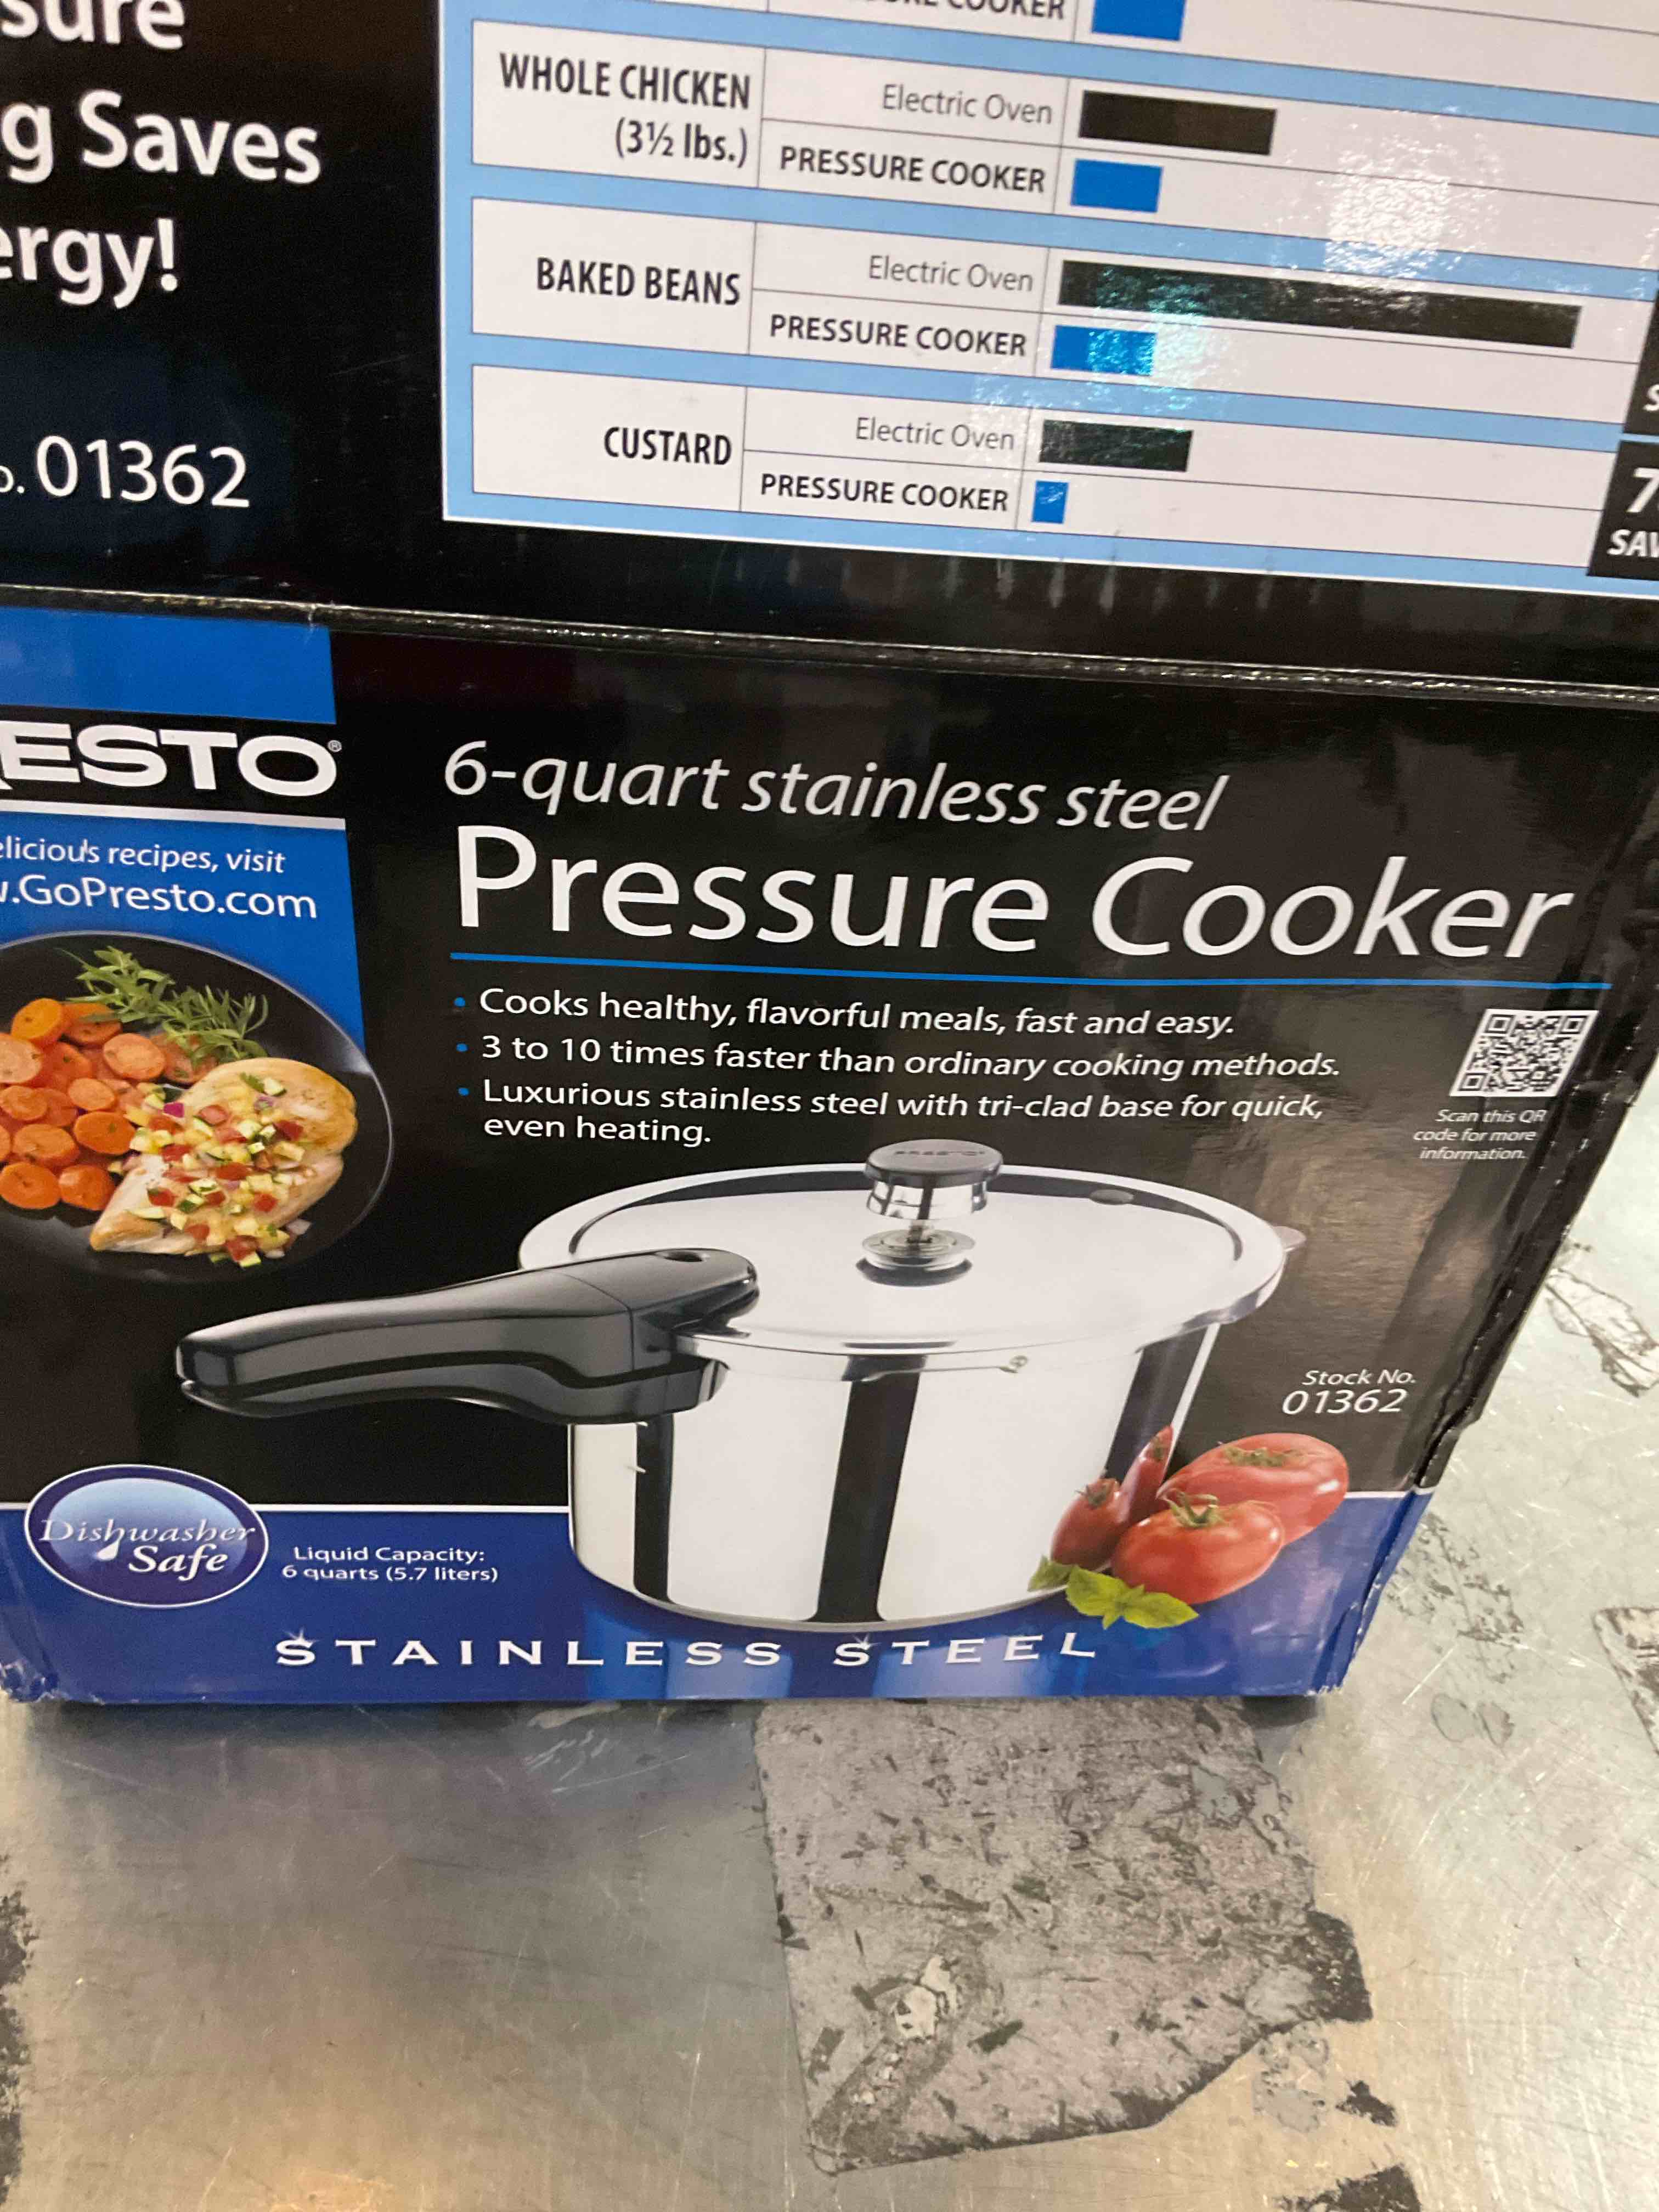 g Saves
COOKER
WHOLE CHICKEN
(3½ lbs.)
Electric Oven
PRESSURE COOKER
BAKED BEANS
Electric Oven
PRESSURE COOKER
CUSTARD
Electric Oven
PRESSURE COOKER
01362
ESTO®
recipes, visit
.GoPresto.com
6-quart stainless steel
Pressure Cooker
• Cooks healthy, flavorful meals, fast and easy.
• 3 to 10 times faster than ordinary cooking methods.
• Luxurious stainless steel with tri-clad base for quick,
even heating.
Scan this QR
code for more
information.
Stock No.
01362
Dishwasher
Safe
Liquid Capacity:
6 quarts (5.7 liters)
STAINLESS STEEL